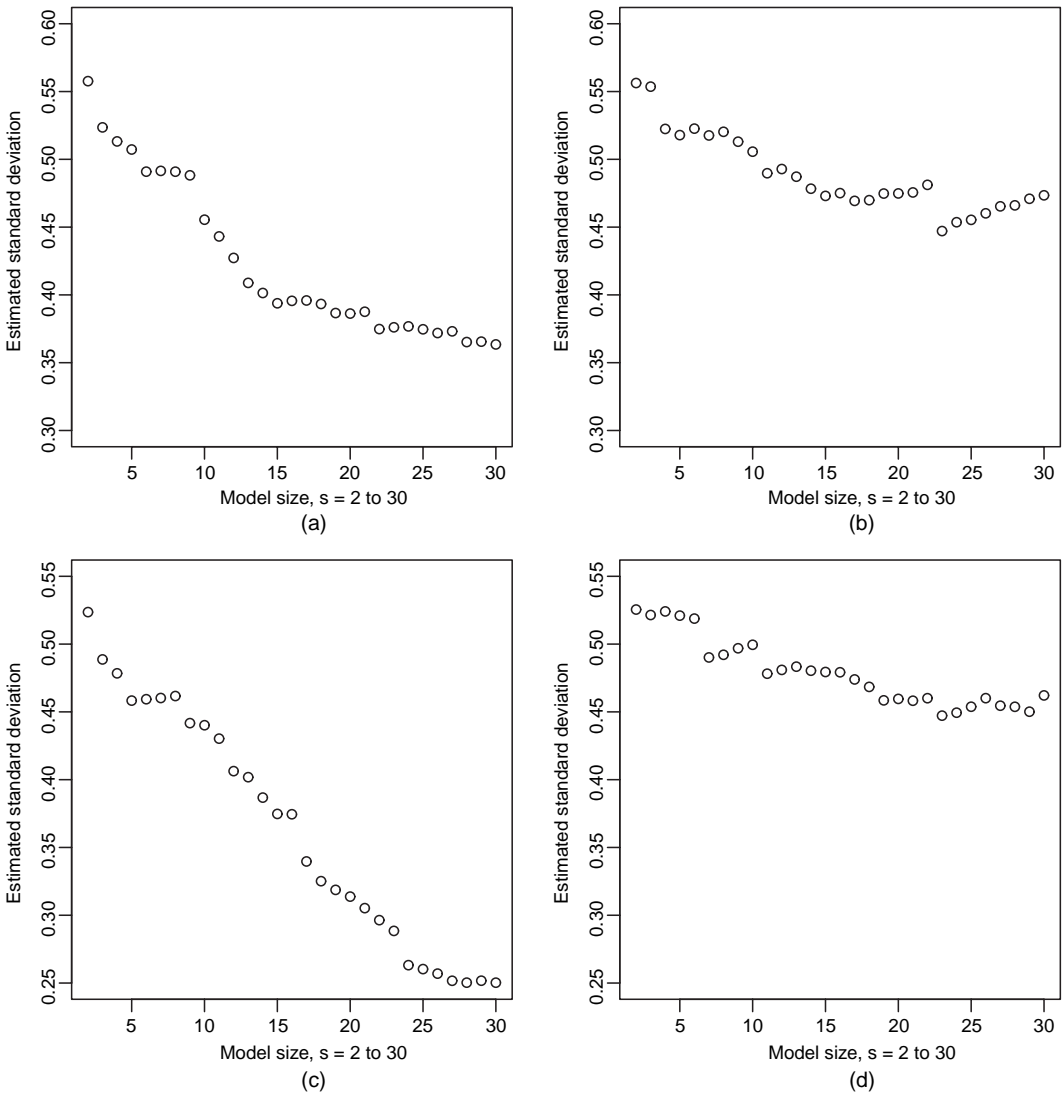 0.60
0.55
0.50
0.45
0.40
0.35
0.30
Estimated standard deviation
5 10 15 20 25 30
Model size, s = 2 to 30
(a)
0.60
0.55
0.50
0.45
0.40
0.35
0.30
Estimated standard deviation
5 10 15 20 25 30
Model size, s = 2 to 30
(b)
0.55
0.50
0.45
0.40
0.35
0.30
0.25
Estimated standard deviation
5 10 15 20 25 30
Model size, s = 2 to 30
(c)
0.55
0.50
0.45
0.40
0.35
0.30
0.25
Estimated standard deviation
5 10 15 20 25 30
Model size, s = 2 to 30
(d)